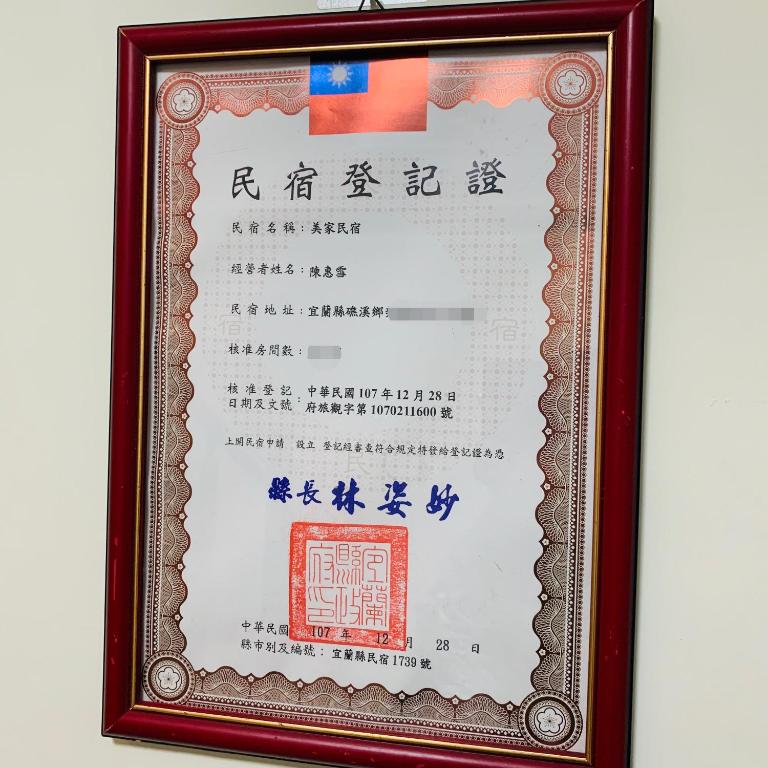 民宿登記證
民宿名稱：美家民宿
經營者姓名：陳惠雪
民宿地址：宜蘭縣礁溪鄉
核准房間數：
核准登記日期及文號：中華民國107年12月28日
府旅觀字第1070211600號
上開民宿申請 設立 登記經審查符合規定特發給登記證為憑
縣長 林姿妙
宜蘭縣政府印
中華民國 107 年 12 月 28 日
縣市別及編號：宜蘭縣民宿1739號